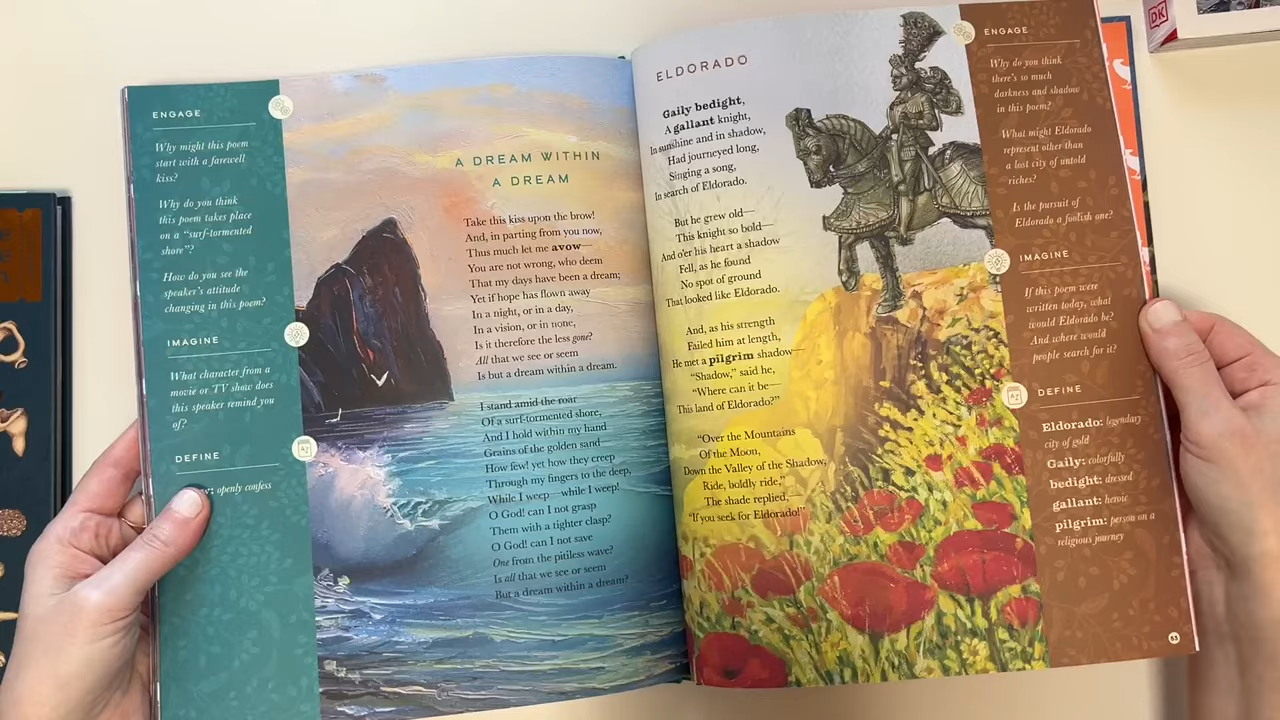 ENGAGE
Why might this poem
start with a farewell
kiss?
Why do you think
this poem takes place
on a "surf-tormented
shore"?
How do you see the
speaker's attitude
changing in this poem?
IMAGINE
What character from a
movie or TV show does
this speaker remind you
of?
DEFINE
openly confess
A DREAM WITHIN
A DREAM
Take this kiss upon the brow!
And, in parting from you now,
Thus much let me avow—
You are not wrong, who deem
That my days have been a dream;
Yet if hope has flown away
In a night, or in a day,
In a vision, or in none,
Is it therefore the less gone?
All that we see or seem
Is but a dream within a dream.
I stand amid the roar
Of a surf-tormented shore,
And I hold within my hand
Grains of the golden sand—
How few! yet how they creep
Through my fingers to the deep,
While I weep—while I weep!
O God! can I not grasp
Them with a tighter clasp?
O God! can I not save
One from the pitiless wave?
Is all that we see or seem
But a dream within a dream?
ELDORADO
Gaily bedight,
A gallant knight,
In sunshine and in shadow,
Had journeyed long,
Singing a song,
In search of Eldorado.
But he grew old—
This knight so bold—
And o'er his heart a shadow
Fell, as he found
No spot of ground
That looked like Eldorado.
And, as his strength
Failed him at length,
He met a pilgrim shadow—
"Shadow," said he,
"Where can it be—
This land of Eldorado?"
"Over the Mountains
Of the Moon,
Down the Valley of the Shadow,
Ride, boldly ride,"
The shade replied,—
"If you seek for Eldorado!"
ENGAGE
Why do you think
there's so much
darkness and shadow
in this poem?
What might Eldorado
represent other than
a lost city of untold
riches?
Is the pursuit of
Eldorado a foolish one?
IMAGINE
If this poem were
written today, what
would Eldorado be?
And where would
people search for it?
AZ
DEFINE
Eldorado: legendary
city of gold
Gaily: colorfully
bedight: dressed
gallant: heroic
pilgrim: person on a
religious journey
DK